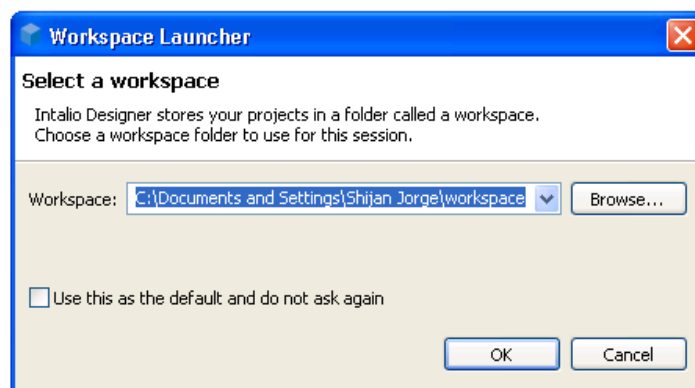 Workspace Launcher
Select a workspace
Intalio Designer stores your projects in a folder called a workspace.
Choose a workspace folder to use for this session.
Workspace: C:\Documents and Settings\Shijan Jorge\workspace Browse...
Use this as the default and do not ask again
OK Cancel